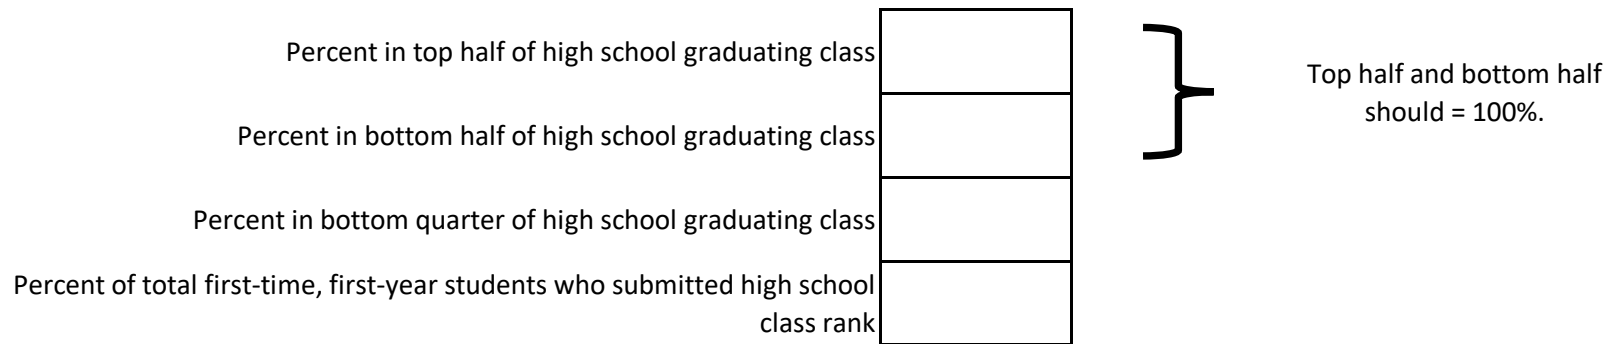 Percent in top half of high school graduating class
Top half and bottom half
should = 100%.
Percent in bottom half of high school graduating class
Percent in bottom quarter of high school graduating class
Percent of total first-time, first-year students who submitted high school
class rank